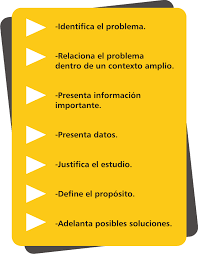 -Identifica el problema.
-Relaciona el problema
dentro de un contexto amplio.
-Presenta información
importante.
-Presenta datos.
-Justifica el estudio.
-Define el propósito.
-Adelanta posibles soluciones.